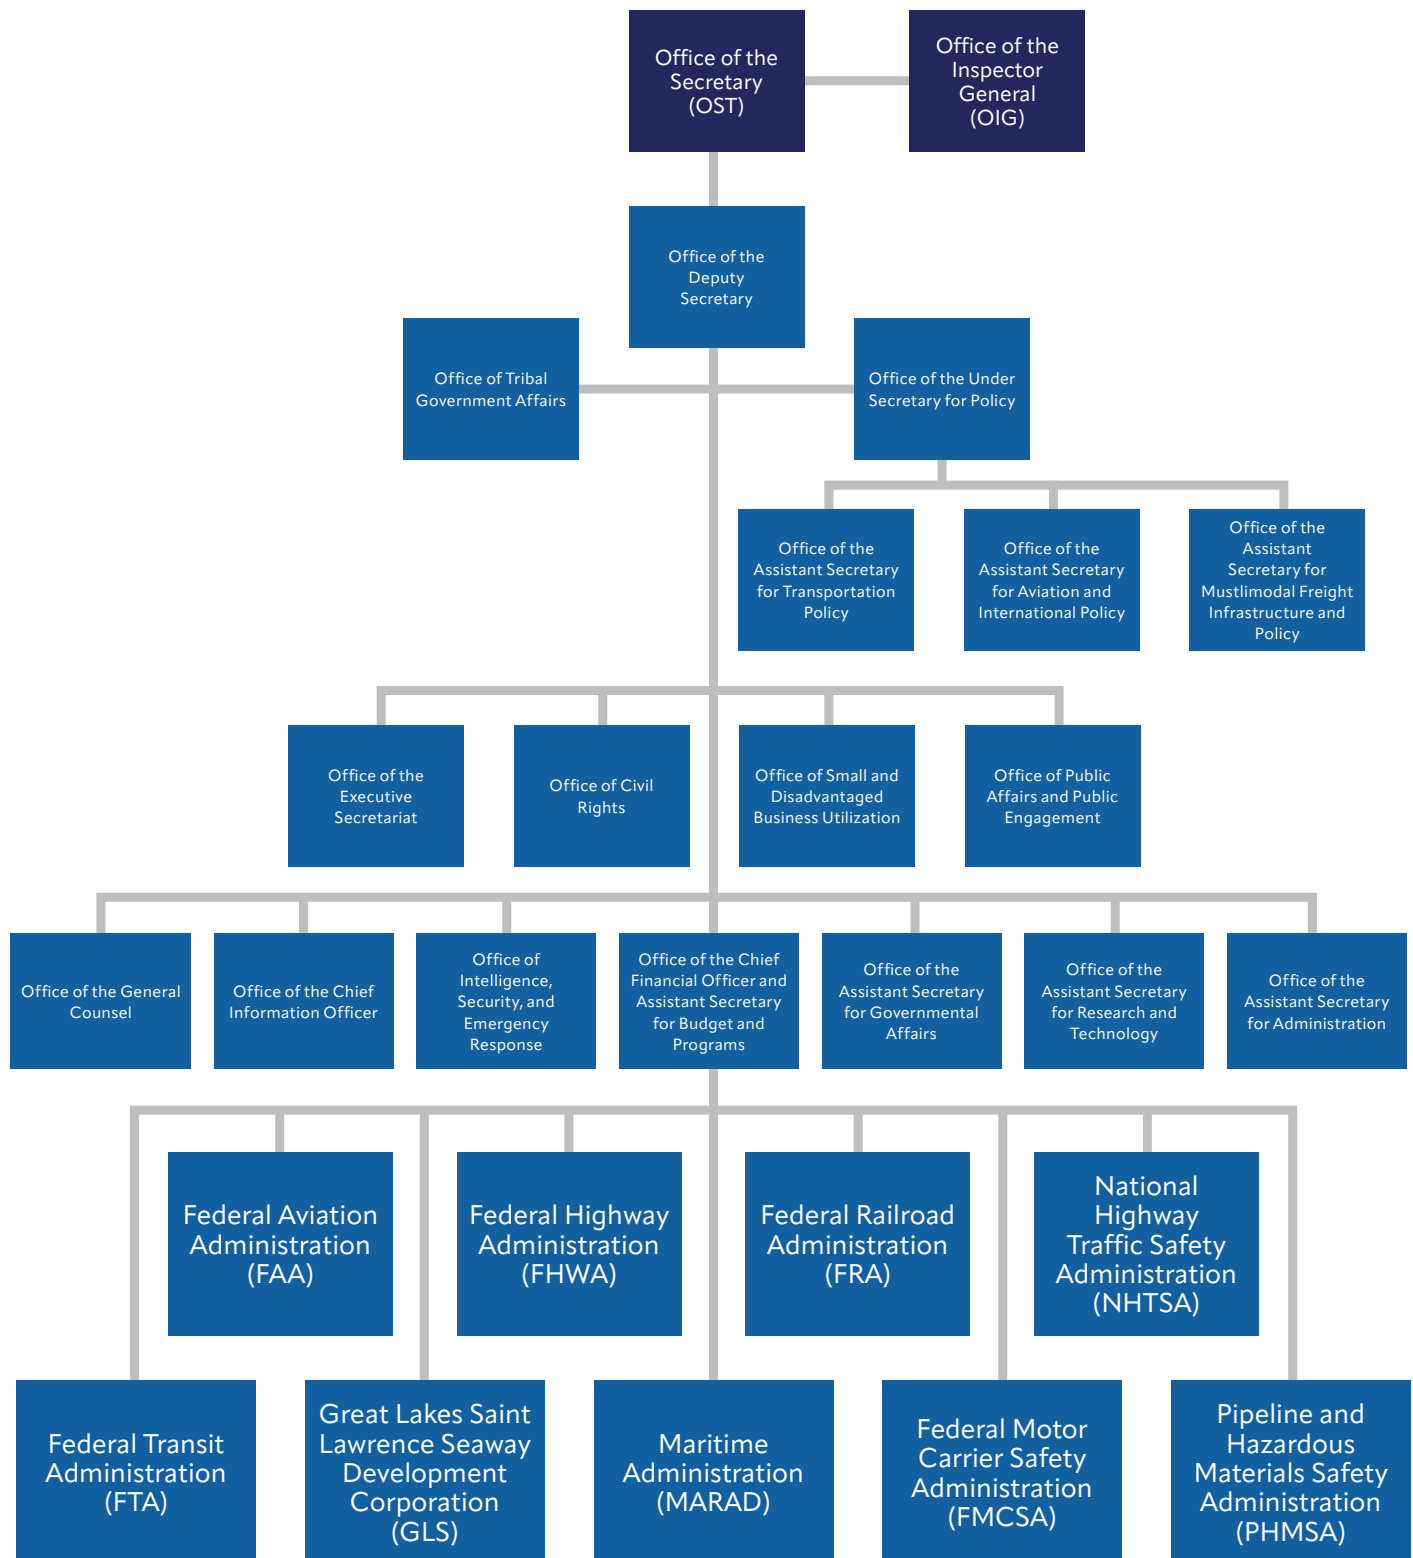 Office of the
Secretary
(OST)
Office of the
Inspector
General
(OIG)
Office of the
Deputy
Secretary
Office of Tribal
Government Affairs
Office of the Under
Secretary for Policy
Office of the
Assistant Secretary
for Transportation
Policy
Office of the
Assistant Secretary
for Aviation and
International Policy
Office of the
Assistant
Secretary for
Mustlimodal Freight
Infrastructure and
Policy
Office of the
Executive
Secretariat
Office of Civil
Rights
Office of Small and
Disadvantaged
Business Utilization
Office of Public
Affairs and Public
Engagement
Office of the General
Counsel
Office of the Chief
Information Officer
Office of
Intelligence,
Security, and
Emergency
Response
Office of the Chief
Financial Officer and
Assistant Secretary
for Budget and
Programs
Office of the
Assistant Secretary
for Governmental
Affairs
Office of the
Assistant Secretary
for Research and
Technology
Office of the
Assistant Secretary
for Administration
Federal Aviation
Administration
(FAA)
Federal Highway
Administration
(FHWA)
Federal Railroad
Administration
(FRA)
National
Highway
Traffic Safety
Administration
(NHTSA)
Federal Transit
Administration
(FTA)
Great Lakes Saint
Lawrence Seaway
Development
Corporation
(GLS)
Maritime
Administration
(MARAD)
Federal Motor
Carrier Safety
Administration
(FMCSA)
Pipeline and
Hazardous
Materials Safety
Administration
(PHMSA)